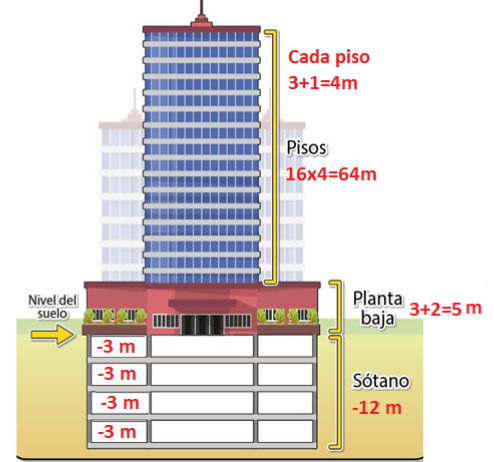 Cada piso
3+1=4m
Pisos
16x4=64m
Nivel del
suelo
Planta
baja
3+2=5 m
-3 m
-3 m
-3 m
-3 m
Sótano
-12 m